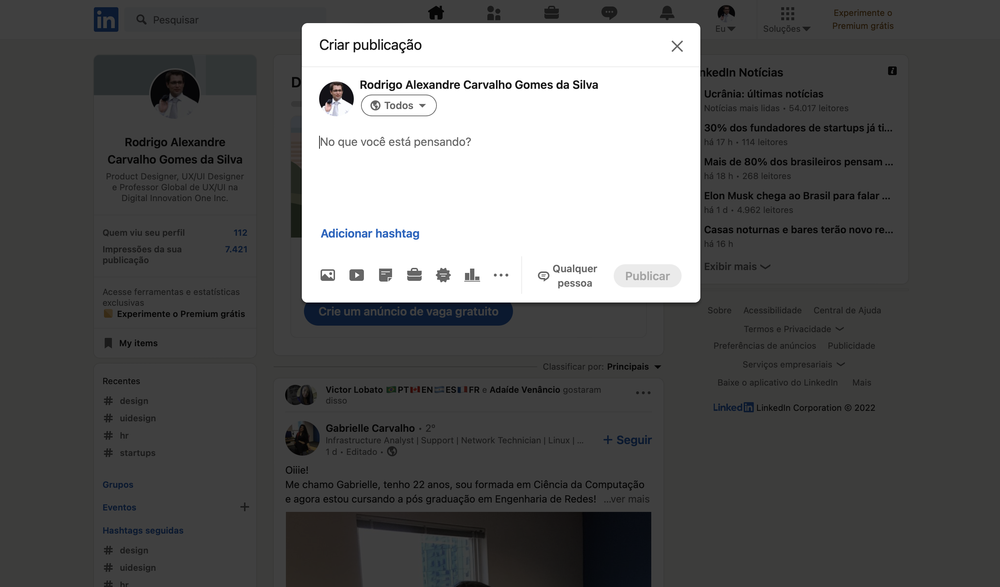 in
Pesquisar
Eu
Soluções
Experimente o
Premium grátis
Criar publicação
Rodrigo Alexandre Carvalho Gomes da Silva
Todos
No que você está pensando?
Adicionar hashtag
Qualquer
pessoa
Publicar
Rodrigo Alexandre
Carvalho Gomes da Silva
Product Designer, UX/UI Designer
e Professor Global de UX/UI na
Digital Innovation One Inc.
Quem viu seu perfil 112
Impressões da sua 7.421
publicação
Acesse ferramentas e estatísticas
exclusivas
Experimente o Premium grátis
My items
Recentes
# design
# uidesign
# hr
# startups
Grupos
Eventos
Hashtags seguidas
# design
# uidesign
# hr
D
Crie um anúncio de vaga gratuito
Classificar por: Principais
Victor Lobato 🇧🇷PT🇨🇦EN🇦🇷ES🇫🇷FR e Adaíde Venâncio gostaram
disso
Gabrielle Carvalho • 2º
Infrastructure Analyst | Support | Network Technician | Linux | ...
1 d • Editado •
+ Seguir
Oiiie!
Me chamo Gabrielle, tenho 22 anos, sou formada em Ciência da Computação
e agora estou cursando a pós graduação em Engenharia de Redes! ...ver mais
nkedIn Notícias
Ucrânia: últimas notícias
Notícias mais lidas • 54.017 leitores
30% dos fundadores de startups já ti...
há 17 h • 114 leitores
Mais de 80% dos brasileiros pensam ...
há 18 h • 268 leitores
Elon Musk chega ao Brasil para falar ...
há 1 d • 4.962 leitores
Casas noturnas e bares terão novo re...
há 16 h
Exibir mais
Sobre Acessibilidade Central de Ajuda
Termos e Privacidade
Preferências de anúncios Publicidade
Serviços empresariais
Baixe o aplicativo do LinkedIn Mais
LinkedIn LinkedIn Corporation © 2022